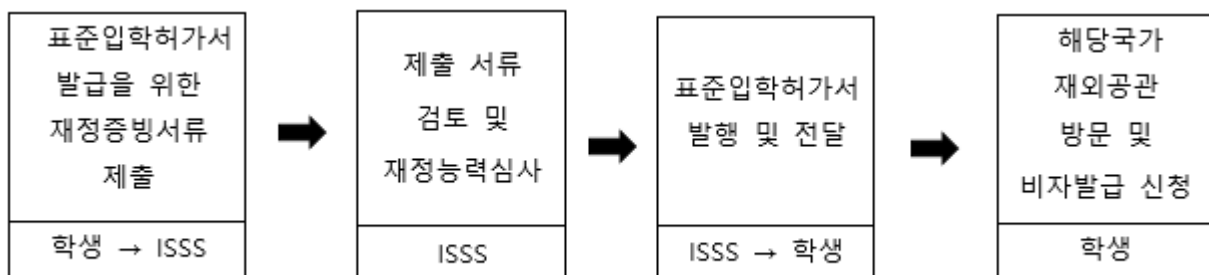 표준입학허가서
발급을 위한
재정증빙서류
제출
학생 → ISSS
제출 서류
검토 및
재정능력심사
ISSS
표준입학허가서
발행 및 전달
ISSS → 학생
해당국가
재외공관
방문 및
비자발급 신청
학생